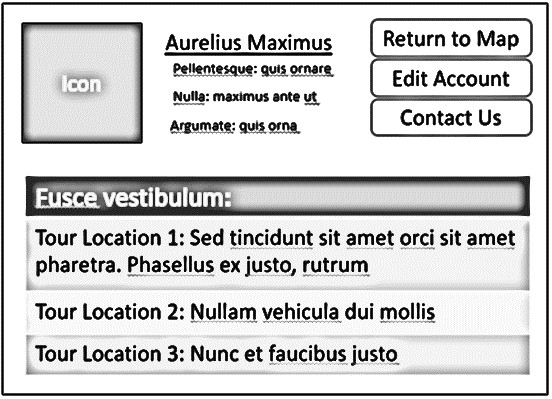 Icon
Aurelius Maximus
Pellentesque: quis ornare
Nulla: maximus ante ut
Argumate: quis orna
Return to Map
Edit Account
Contact Us
Fusce vestibulum:
Tour Location 1: Sed tincidunt sit amet orci sit amet
pharetra. Phasellus ex justo, rutrum
Tour Location 2: Nullam vehicula dui mollis
Tour Location 3: Nunc et faucibus justo